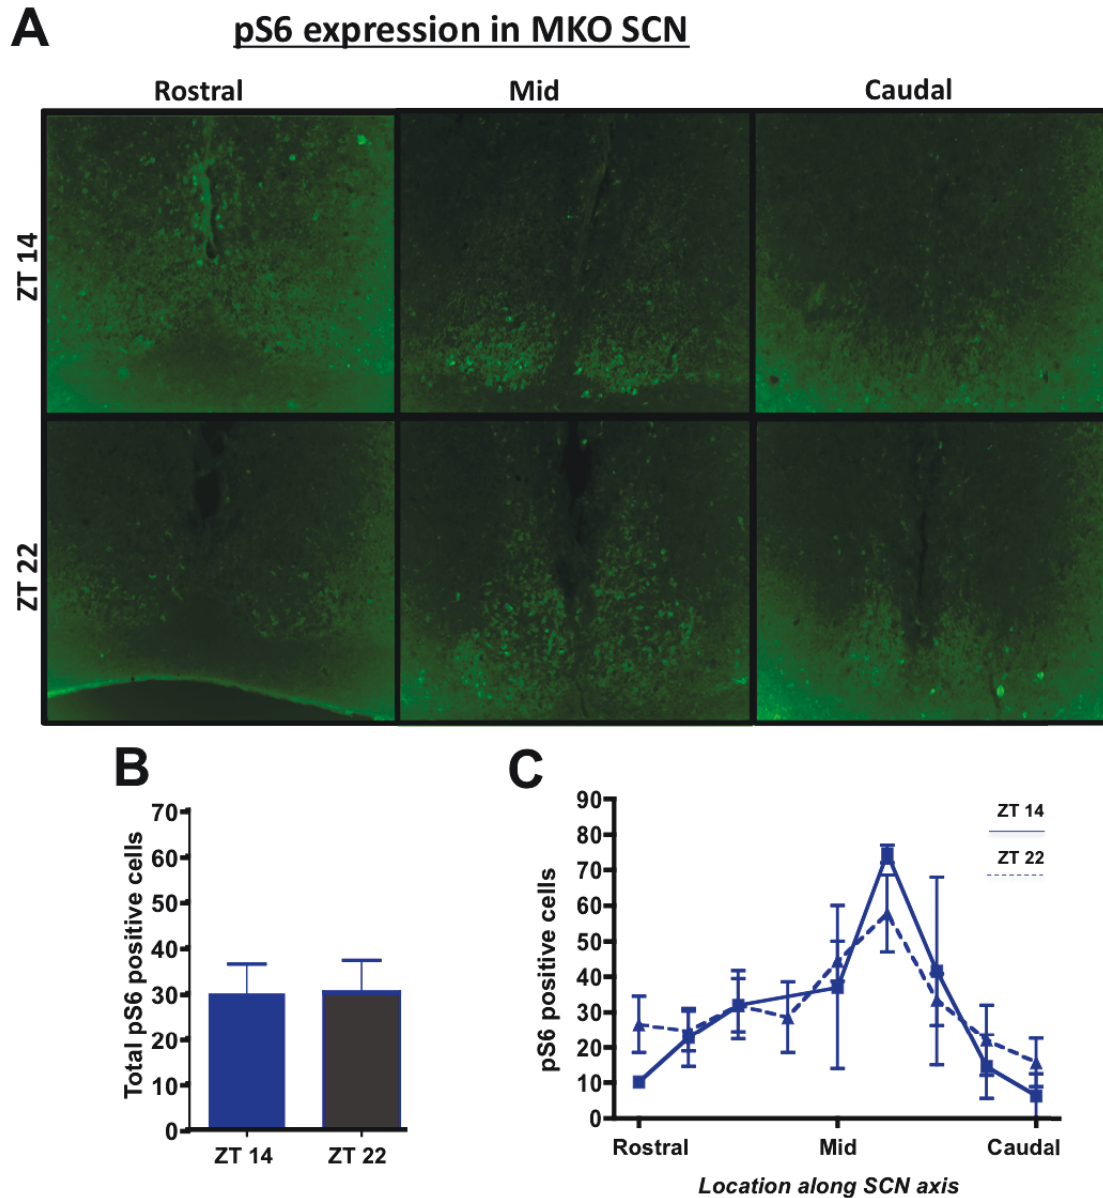 A
pS6 expression in MKO SCN
Rostral Mid Caudal
ZT 14
ZT 22
B
Total pS6 positive cells
70
60
50
40
30
20
10
0
ZT 14 ZT 22
C
pS6 positive cells
90
80
70
60
50
40
30
20
10
0
ZT 14
ZT 22
Rostral Mid Caudal
Location along SCN axis